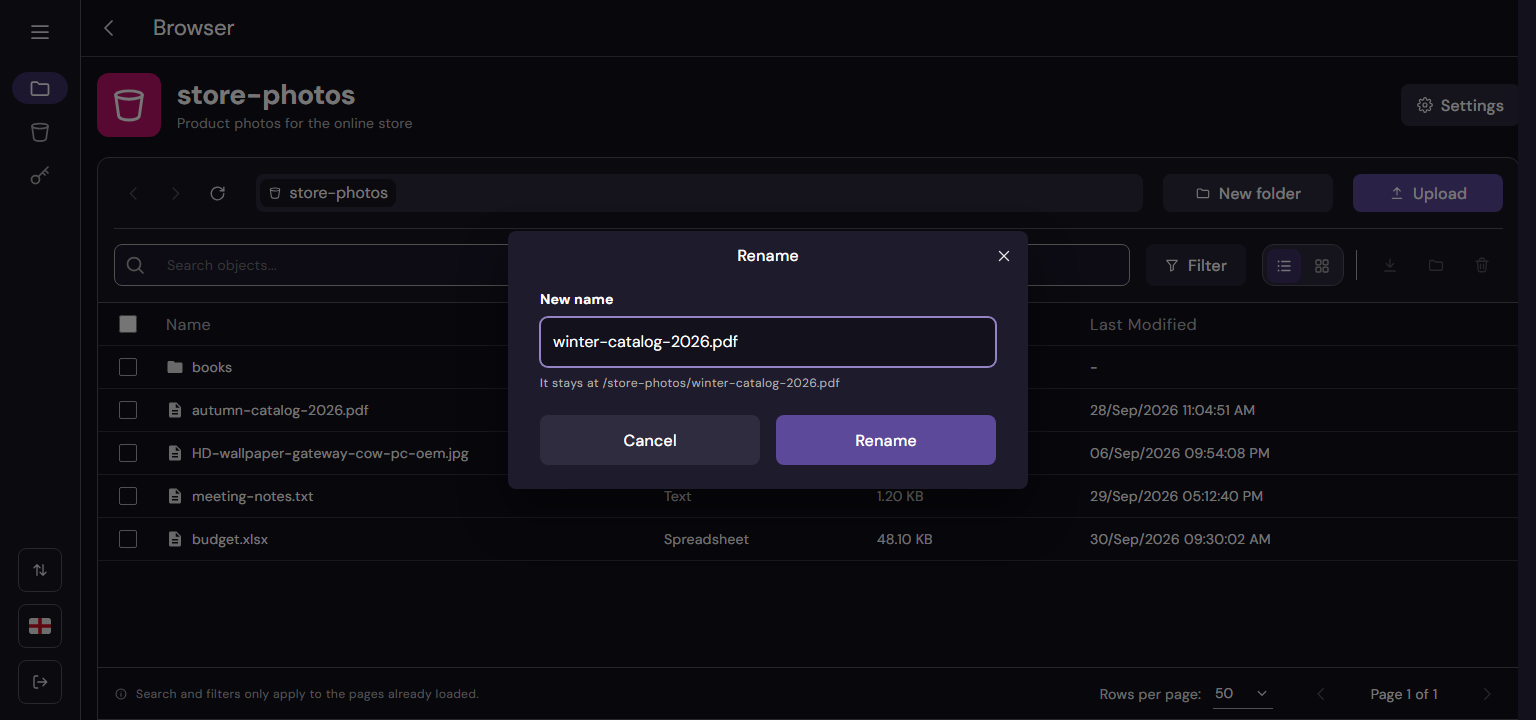 Browser
store-photos
Product photos for the online store
Settings
store-photos
New folder
Upload
Search objects...
Filter
Name
Last Modified
books
-
autumn-catalog-2026.pdf
28/Sep/2026 11:04:51 AM
HD-wallpaper-gateway-cow-pc-oem.jpg
06/Sep/2026 09:54:08 PM
meeting-notes.txt
Text
1.20 KB
29/Sep/2026 05:12:40 PM
budget.xlsx
Spreadsheet
48.10 KB
30/Sep/2026 09:30:02 AM
Rename
New name
winter-catalog-2026.pdf
It stays at /store-photos/winter-catalog-2026.pdf
Cancel
Rename
Search and filters only apply to the pages already loaded.
Rows per page: 50
Page 1 of 1